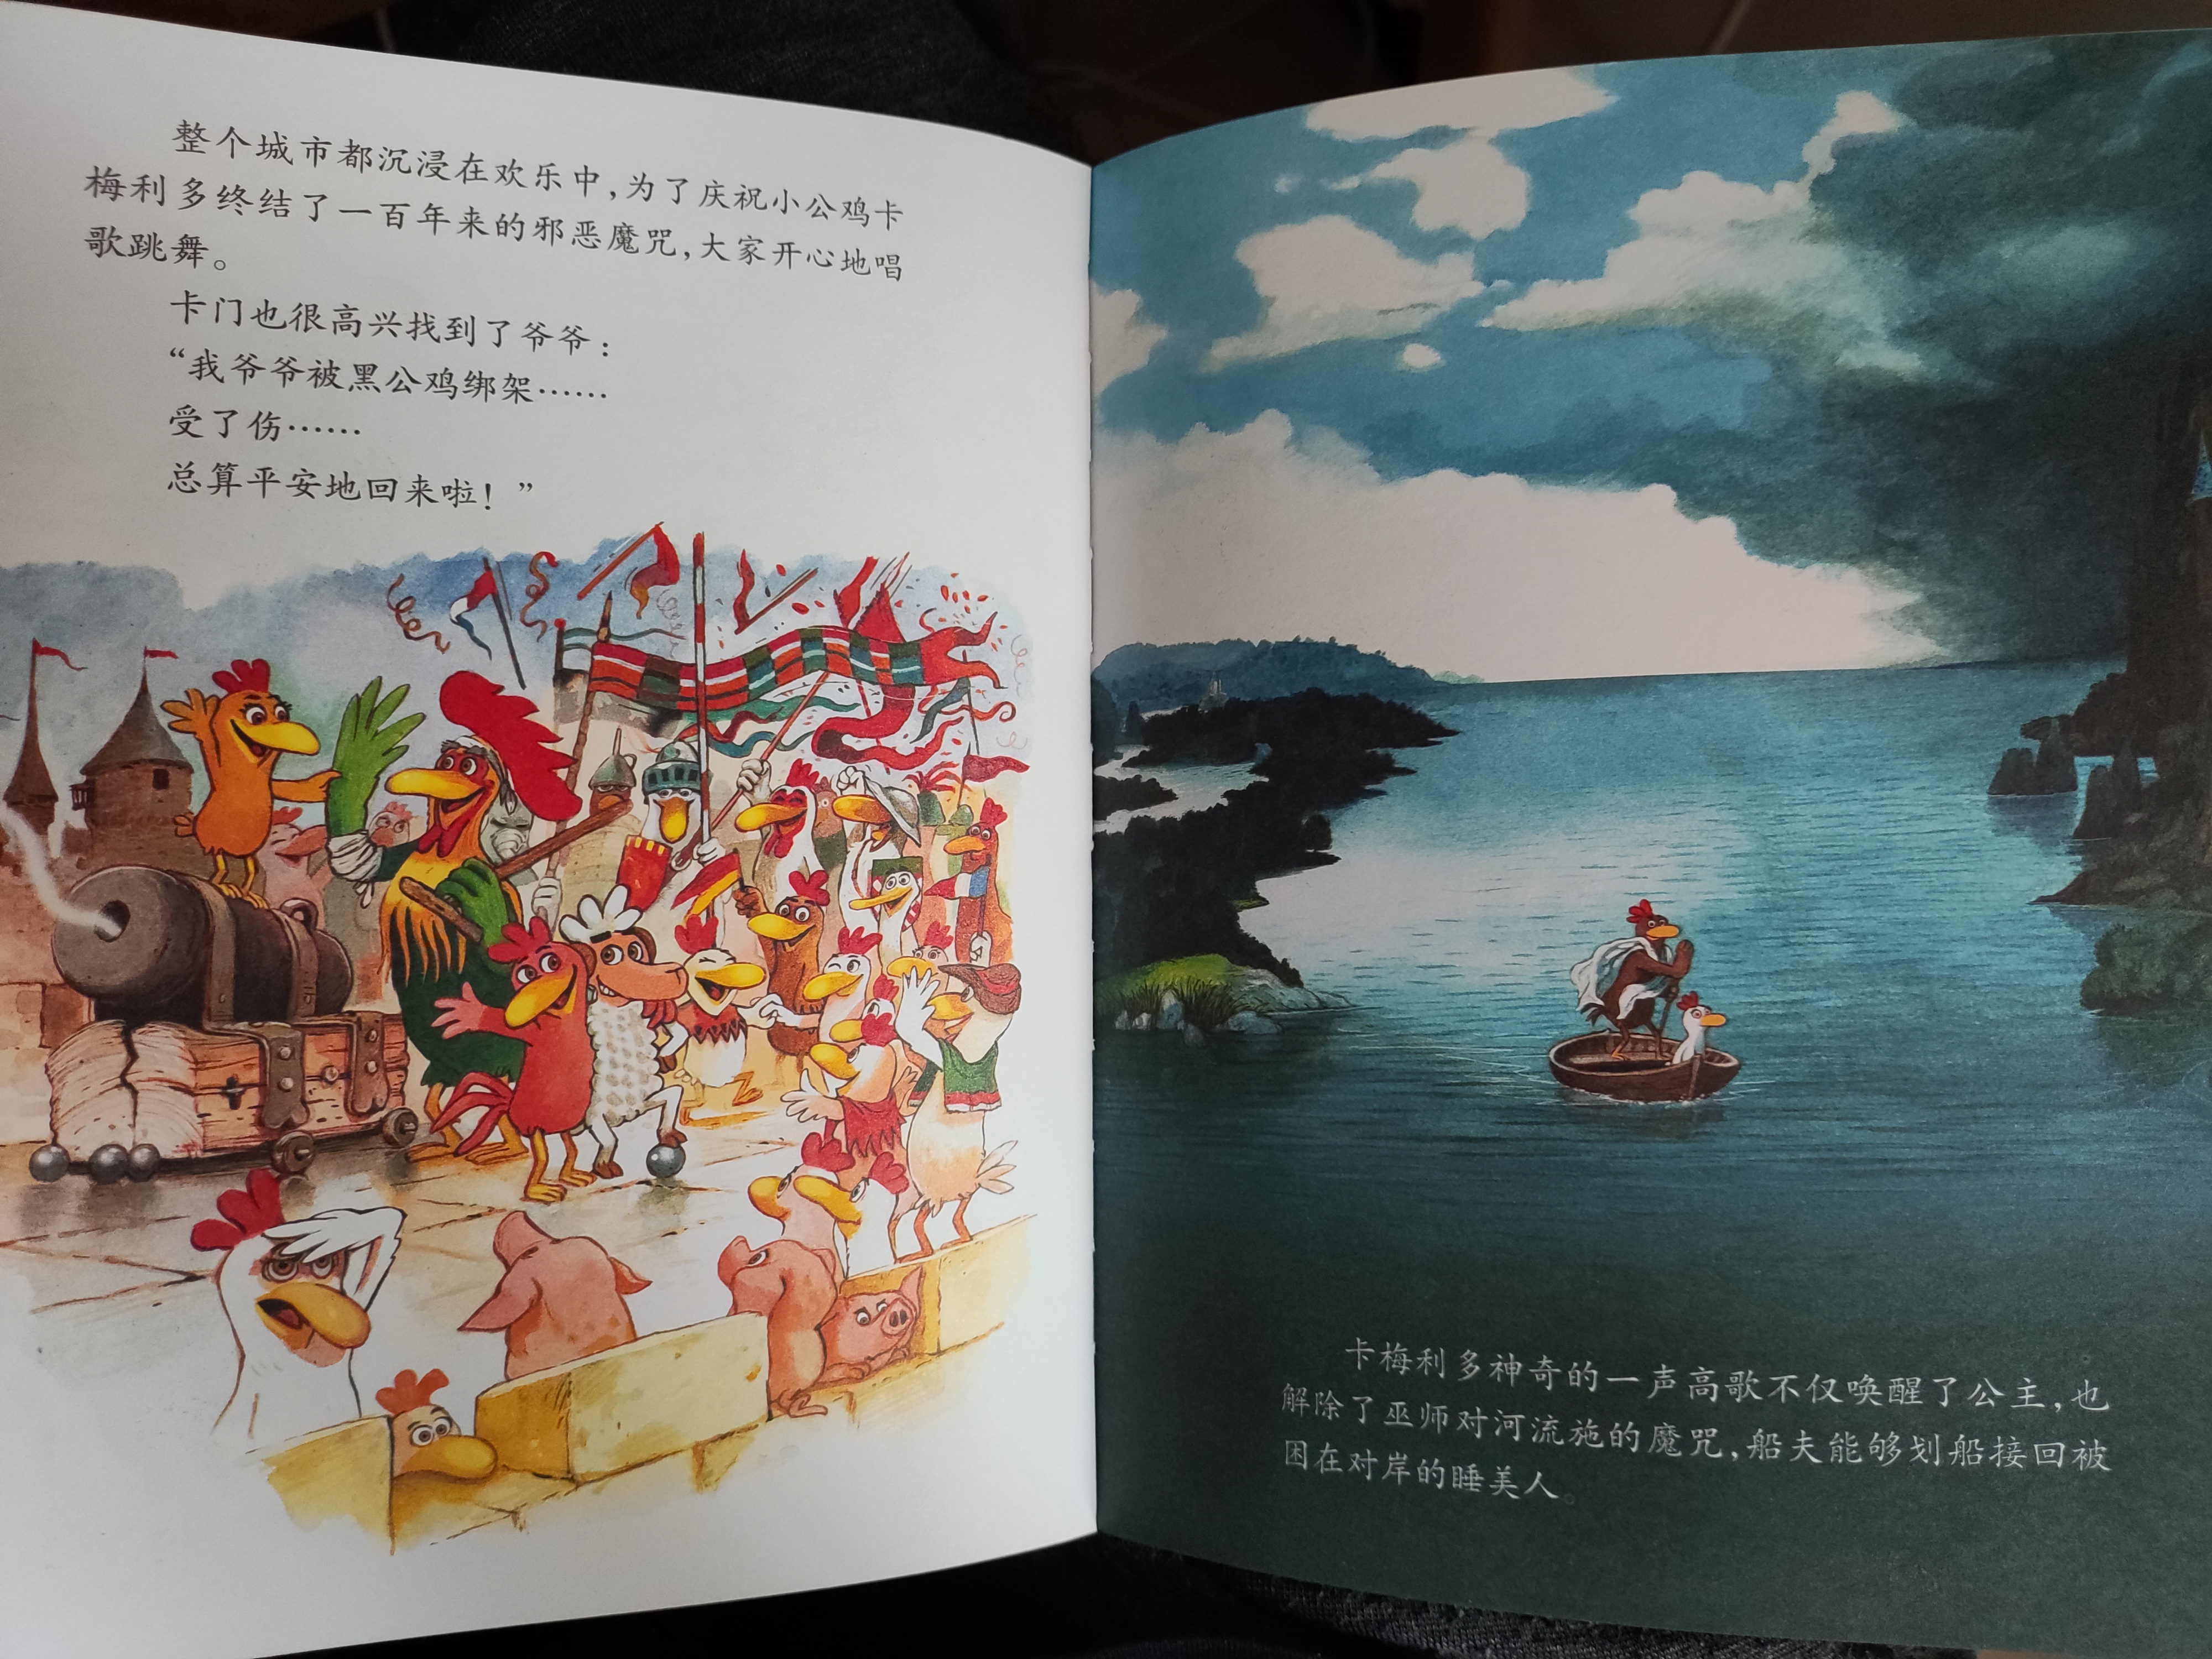 整个城市都沉浸在欢乐中，为了庆祝小公鸡卡
梅利多终结了一百年来的邪恶魔咒，大家开心地唱
歌跳舞。
卡门也很高兴找到了爷爷：
“我爷爷被黑公鸡绑架……
受了伤……
总算平安地回来啦！”
卡梅利多神奇的一声高歌不仅唤醒了公主，也
解除了巫师对河流施的魔咒，船夫能够划船接回被
困在对岸的睡美人。